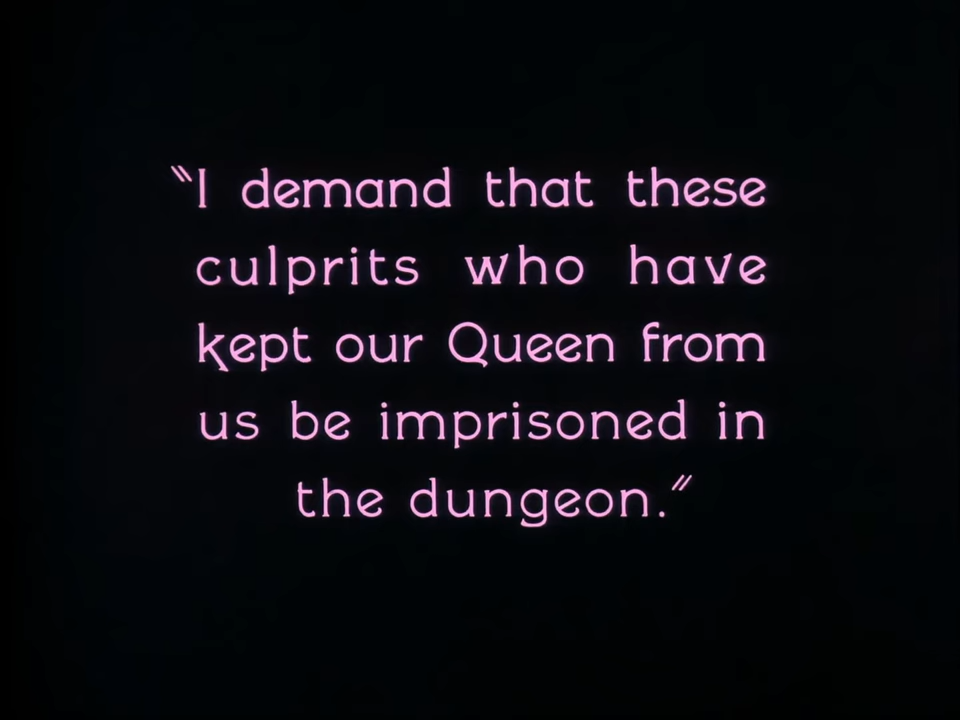 "I demand that these
culprits who have
kept our Queen from
us be imprisoned in
the dungeon."